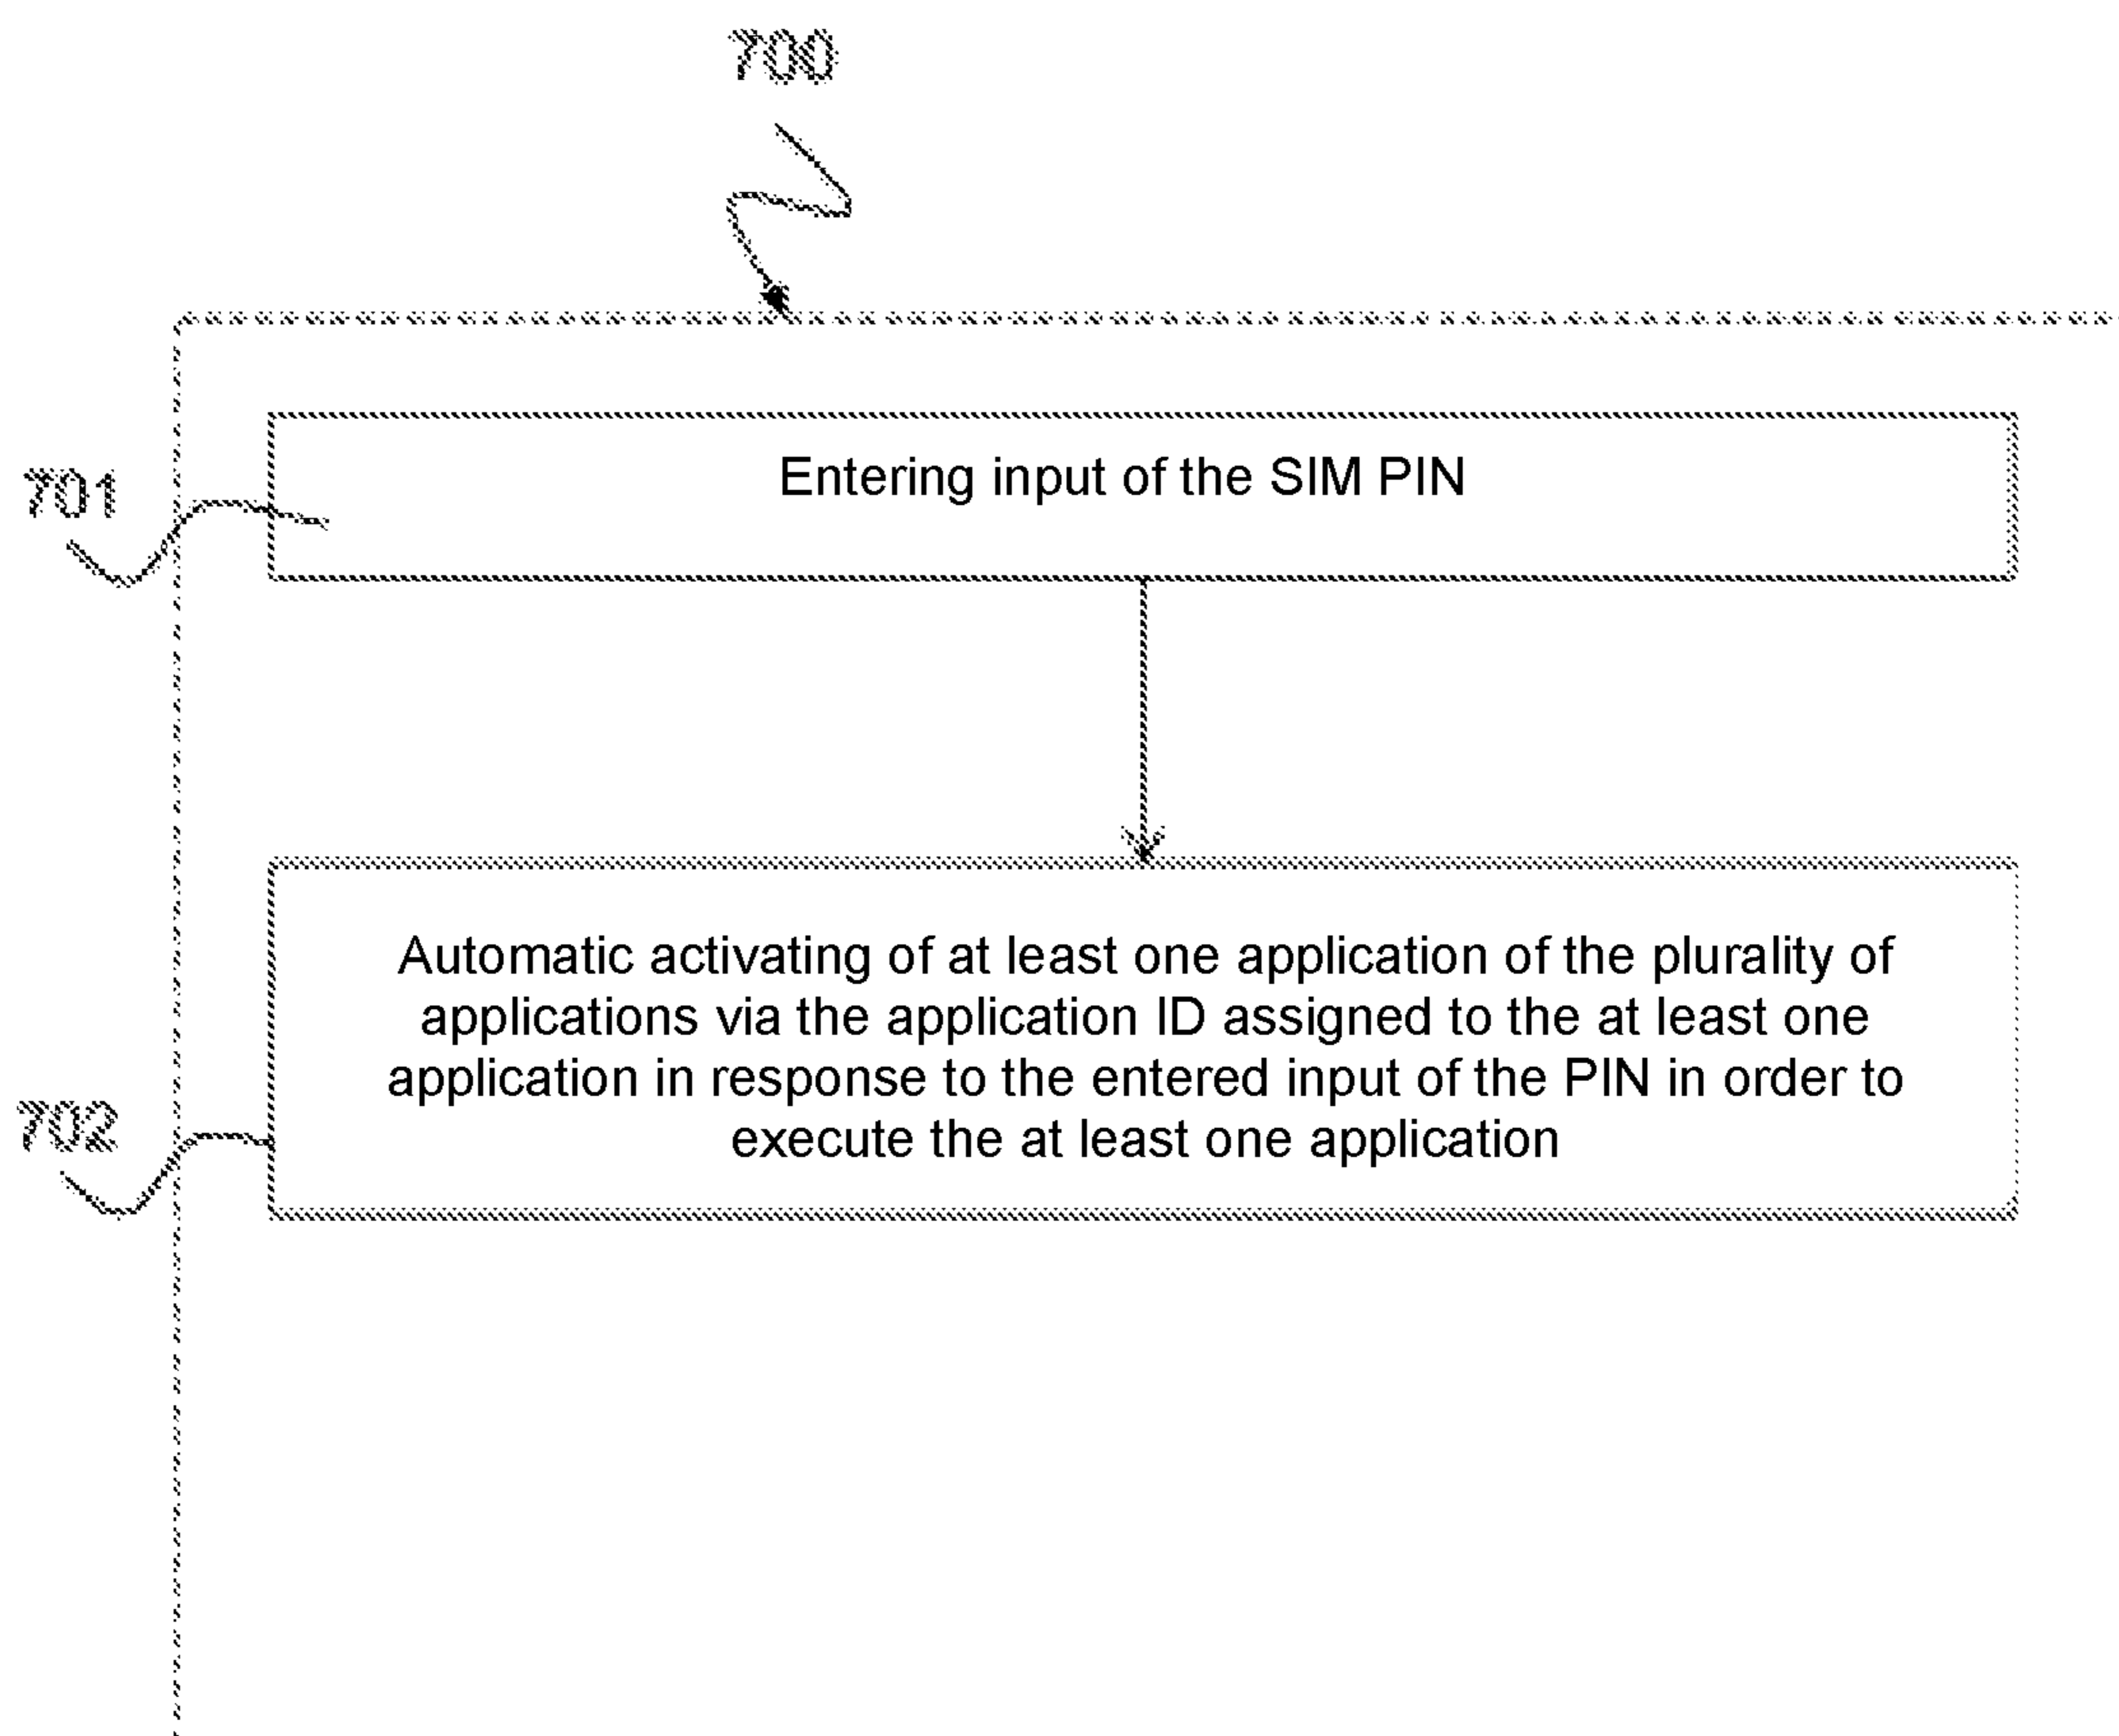 700
701
Entering input of the SIM PIN
Automatic activating of at least one application of the plurality of
applications via the application ID assigned to the at least one
application in response to the entered input of the PIN in order to
execute the at least one application
702